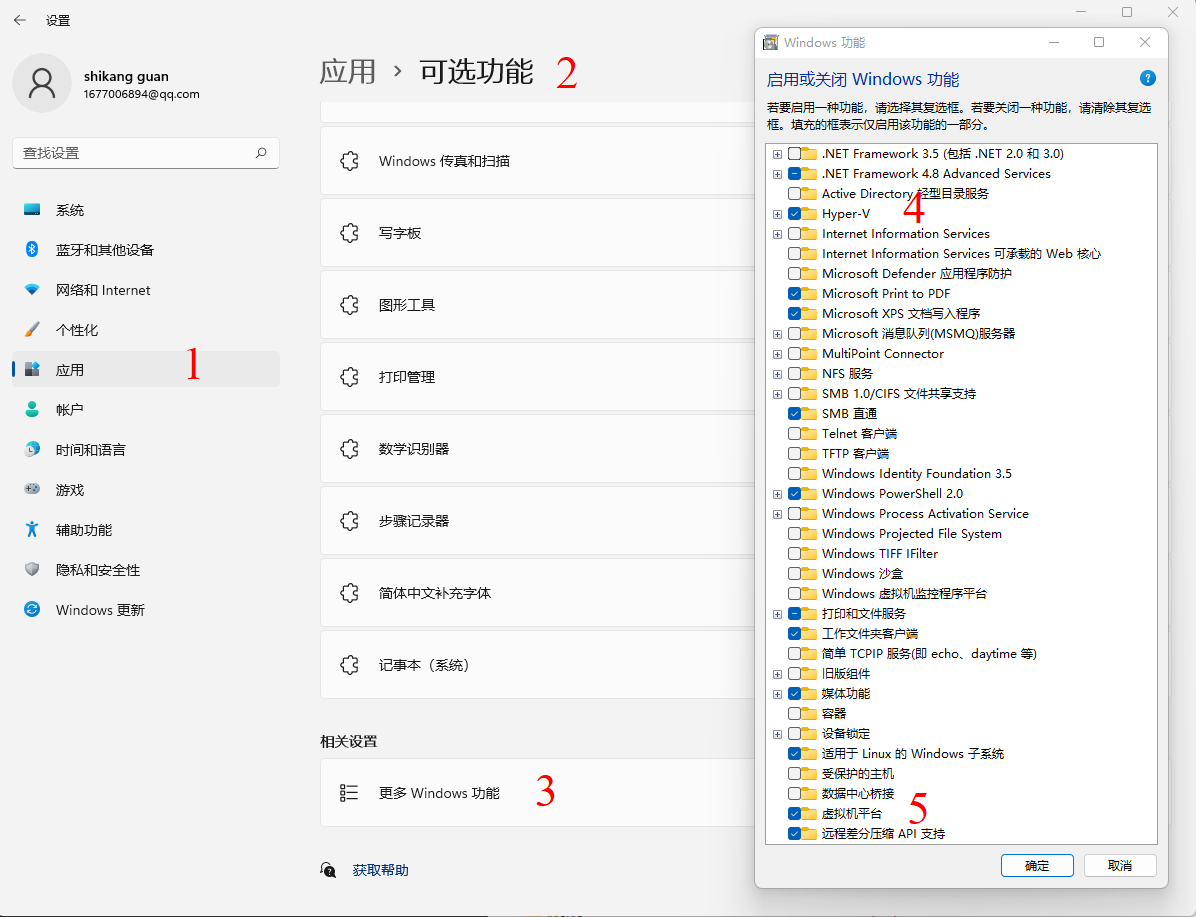 设置
shikang guan
1677006894@qq.com
查找设置
系统
蓝牙和其他设备
网络和 Internet
个性化
应用
1
帐户
时间和语言
游戏
辅助功能
隐私和安全性
Windows 更新
应用 › 可选功能 2
Windows 传真和扫描
写字板
图形工具
打印管理
数学识别器
步骤记录器
简体中文补充字体
记事本（系统）
相关设置
更多 Windows 功能 3
获取帮助
Windows 功能
启用或关闭 Windows 功能
若要启用一种功能，请选择其复选框。若要关闭一种功能，请清除其复选
框。填充的框表示仅启用该功能的一部分。
.NET Framework 3.5 (包括 .NET 2.0 和 3.0)
.NET Framework 4.8 Advanced Services
Active Directory 轻型目录服务
Hyper-V 4
Internet Information Services
Internet Information Services 可承载的 Web 核心
Microsoft Defender 应用程序防护
Microsoft Print to PDF
Microsoft XPS 文档写入程序
Microsoft 消息队列(MSMQ)服务器
MultiPoint Connector
NFS 服务
SMB 1.0/CIFS 文件共享支持
SMB 直通
Telnet 客户端
TFTP 客户端
Windows Identity Foundation 3.5
Windows PowerShell 2.0
Windows Process Activation Service
Windows Projected File System
Windows TIFF IFilter
Windows 沙盒
Windows 虚拟机监控程序平台
打印和文件服务
工作文件夹客户端
简单 TCPIP 服务(即 echo、daytime 等)
旧版组件
媒体功能
容器
设备锁定
适用于 Linux 的 Windows 子系统
受保护的主机
数据中心桥接
虚拟机平台 5
远程差分压缩 API 支持
确定
取消